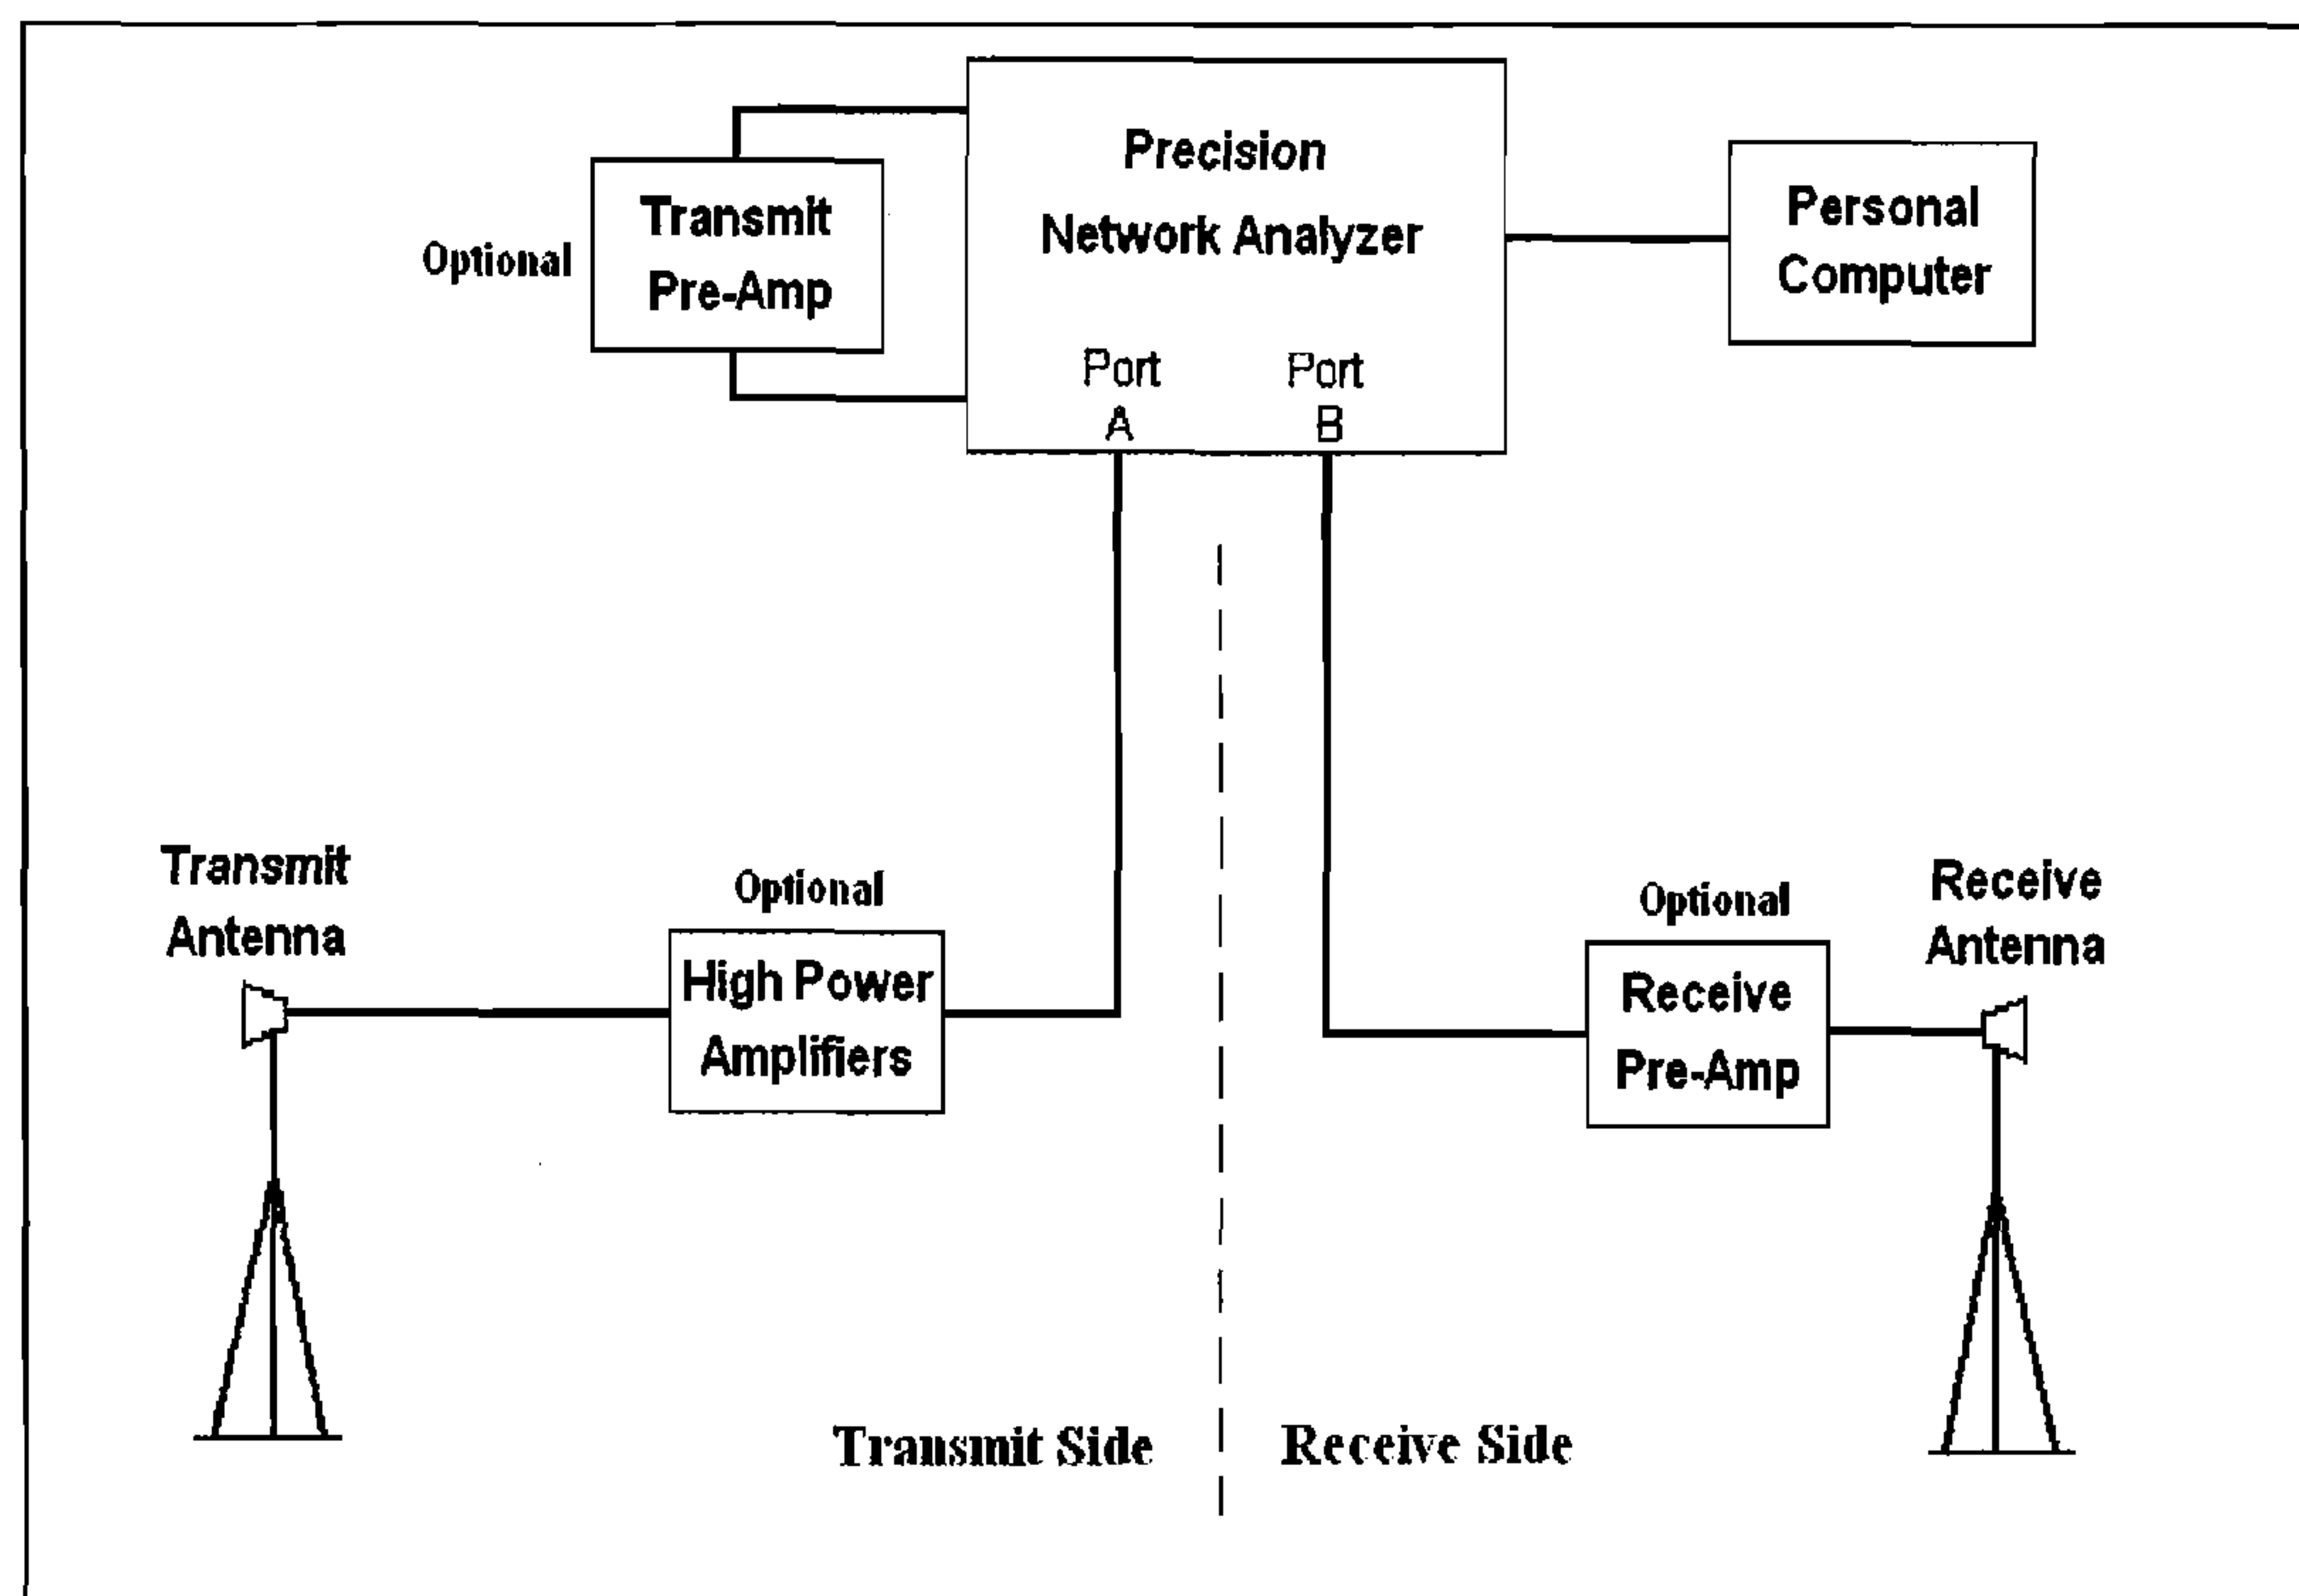 Precision
Network Analyzer
Port
A
Port
B
Optional
Transmit
Pre-Amp
Personal
Computer
Transmit
Antenna
Optional
High Power
Amplifiers
Optional
Receive
Pre-Amp
Receive
Antenna
Transmit Side
Receive Side